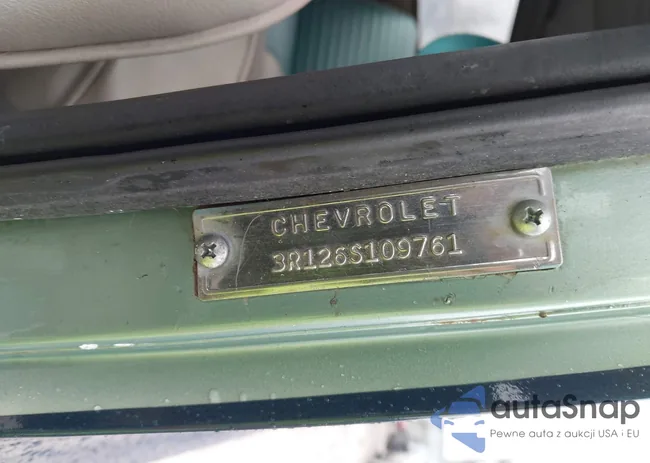 CHEVROLET
3R126S109761
autaSnap
Pewne auta z aukcji USA i EU